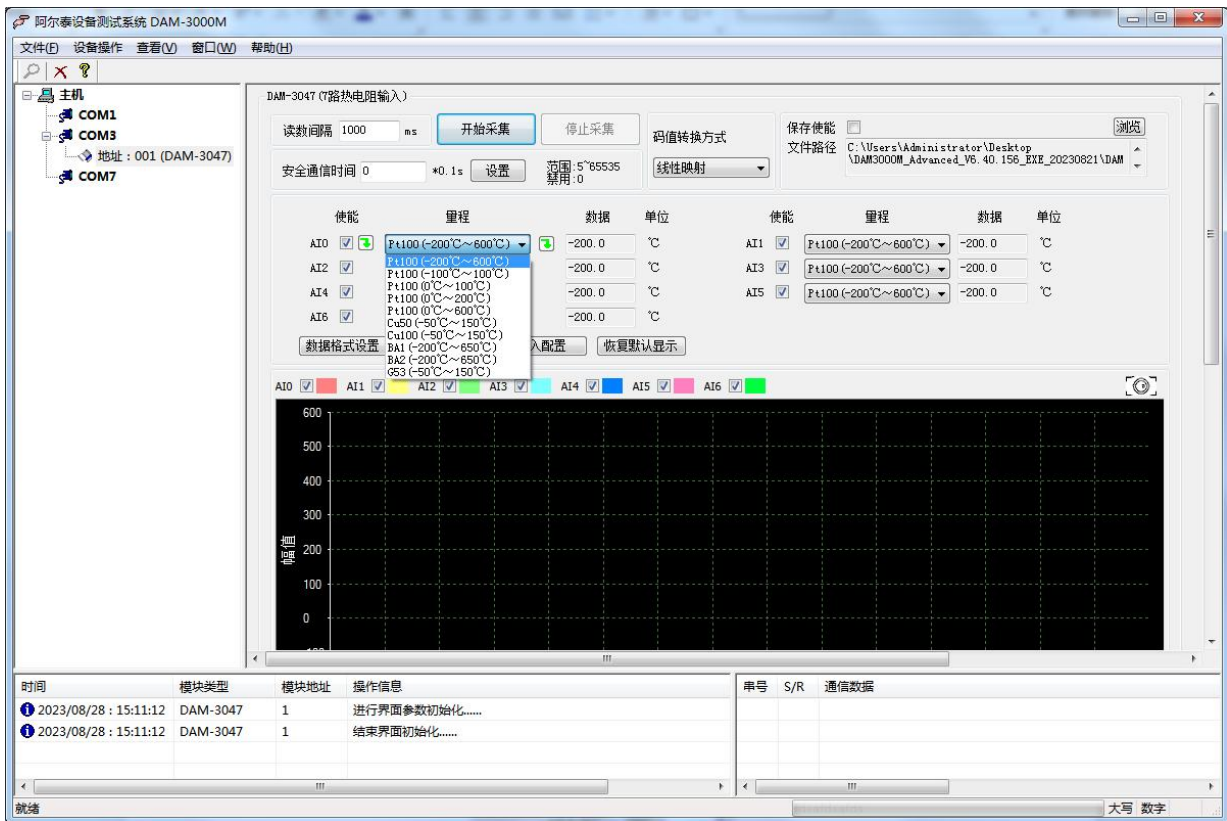 阿尔泰设备测试系统 DAM-3000M
文件(F) 设备操作 查看(V) 窗口(W) 帮助(H)
主机
COM1
COM3
地址：001 (DAM-3047)
COM7
DAM-3047(7路热电阻输入)
读数间隔 1000 ms 开始采集 停止采集
安全通信时间 0 *0.1s 设置 范围:5~65535
禁用:0
码值转换方式
线性映射
保存使能 浏览
文件路径 C:\Users\Administrator\Desktop
\DAM3000M_Advanced_V6.40.156_EXE_20230821\DAM
使能 量程 数据 单位 使能 量程 数据 单位
AI0 Pt100(-200℃～600℃) -200.0 ℃ AI1 Pt100(-200℃～600℃) -200.0 ℃
AI2 -200.0 ℃ AI3 Pt100(-200℃～600℃) -200.0 ℃
AI4 -200.0 ℃ AI5 Pt100(-200℃～600℃) -200.0 ℃
AI6 -200.0 ℃
Pt100(-200℃～600℃)
Pt100(-100℃～100℃)
Pt100(0℃～100℃)
Pt100(0℃～200℃)
Pt100(0℃～600℃)
Cu50(-50℃～150℃)
Cu100(-50℃～150℃)
BA1(-200℃～650℃)
BA2(-200℃～650℃)
G53(-50℃～150℃)
数据格式设置 入配置 恢复默认显示
AI0 AI1 AI2 AI3 AI4 AI5 AI6
600
500
400
300
200
100
0
幅值
时间 模块类型 模块地址 操作信息
2023/08/28：15:11:12 DAM-3047 1 进行界面参数初始化......
2023/08/28：15:11:12 DAM-3047 1 结束界面初始化......
串号 S/R 通信数据
就绪 大写 数字